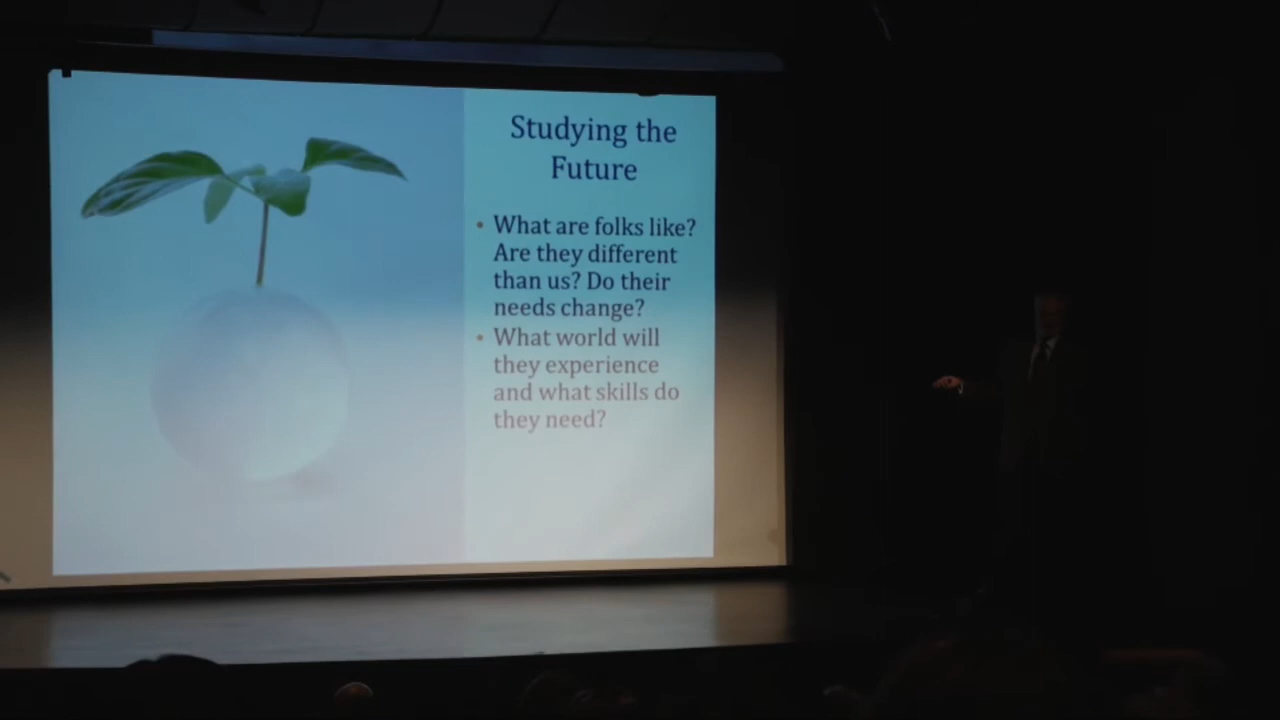 Studying the
Future
• What are folks like?
Are they different
than us? Do their
needs change?
• What world will
they experience
and what skills do
they need?